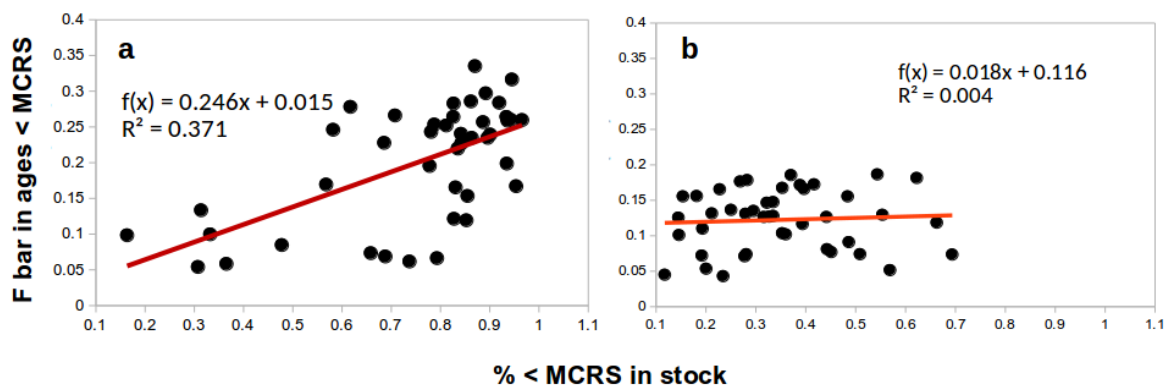 F bar in ages < MCRS
0.4
0.35
0.3
0.25
0.2
0.15
0.1
0.05
0
a
f(x) = 0.246x + 0.015
R² = 0.371
0.1 0.2 0.3 0.4 0.5 0.6 0.7 0.8 0.9 1 1.1
0.4
0.35
0.3
0.25
0.2
0.15
0.1
0.05
0
b
f(x) = 0.018x + 0.116
R² = 0.004
0.1 0.2 0.3 0.4 0.5 0.6 0.7 0.8 0.9 1 1.1
% < MCRS in stock